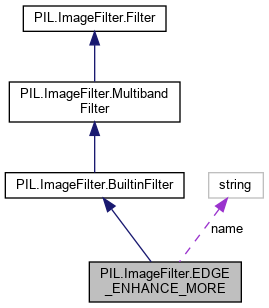 PIL.ImageFilter.Filter
PIL.ImageFilter.Multiband
Filter
PIL.ImageFilter.BuiltinFilter
string
name
PIL.ImageFilter.EDGE
_ENHANCE_MORE